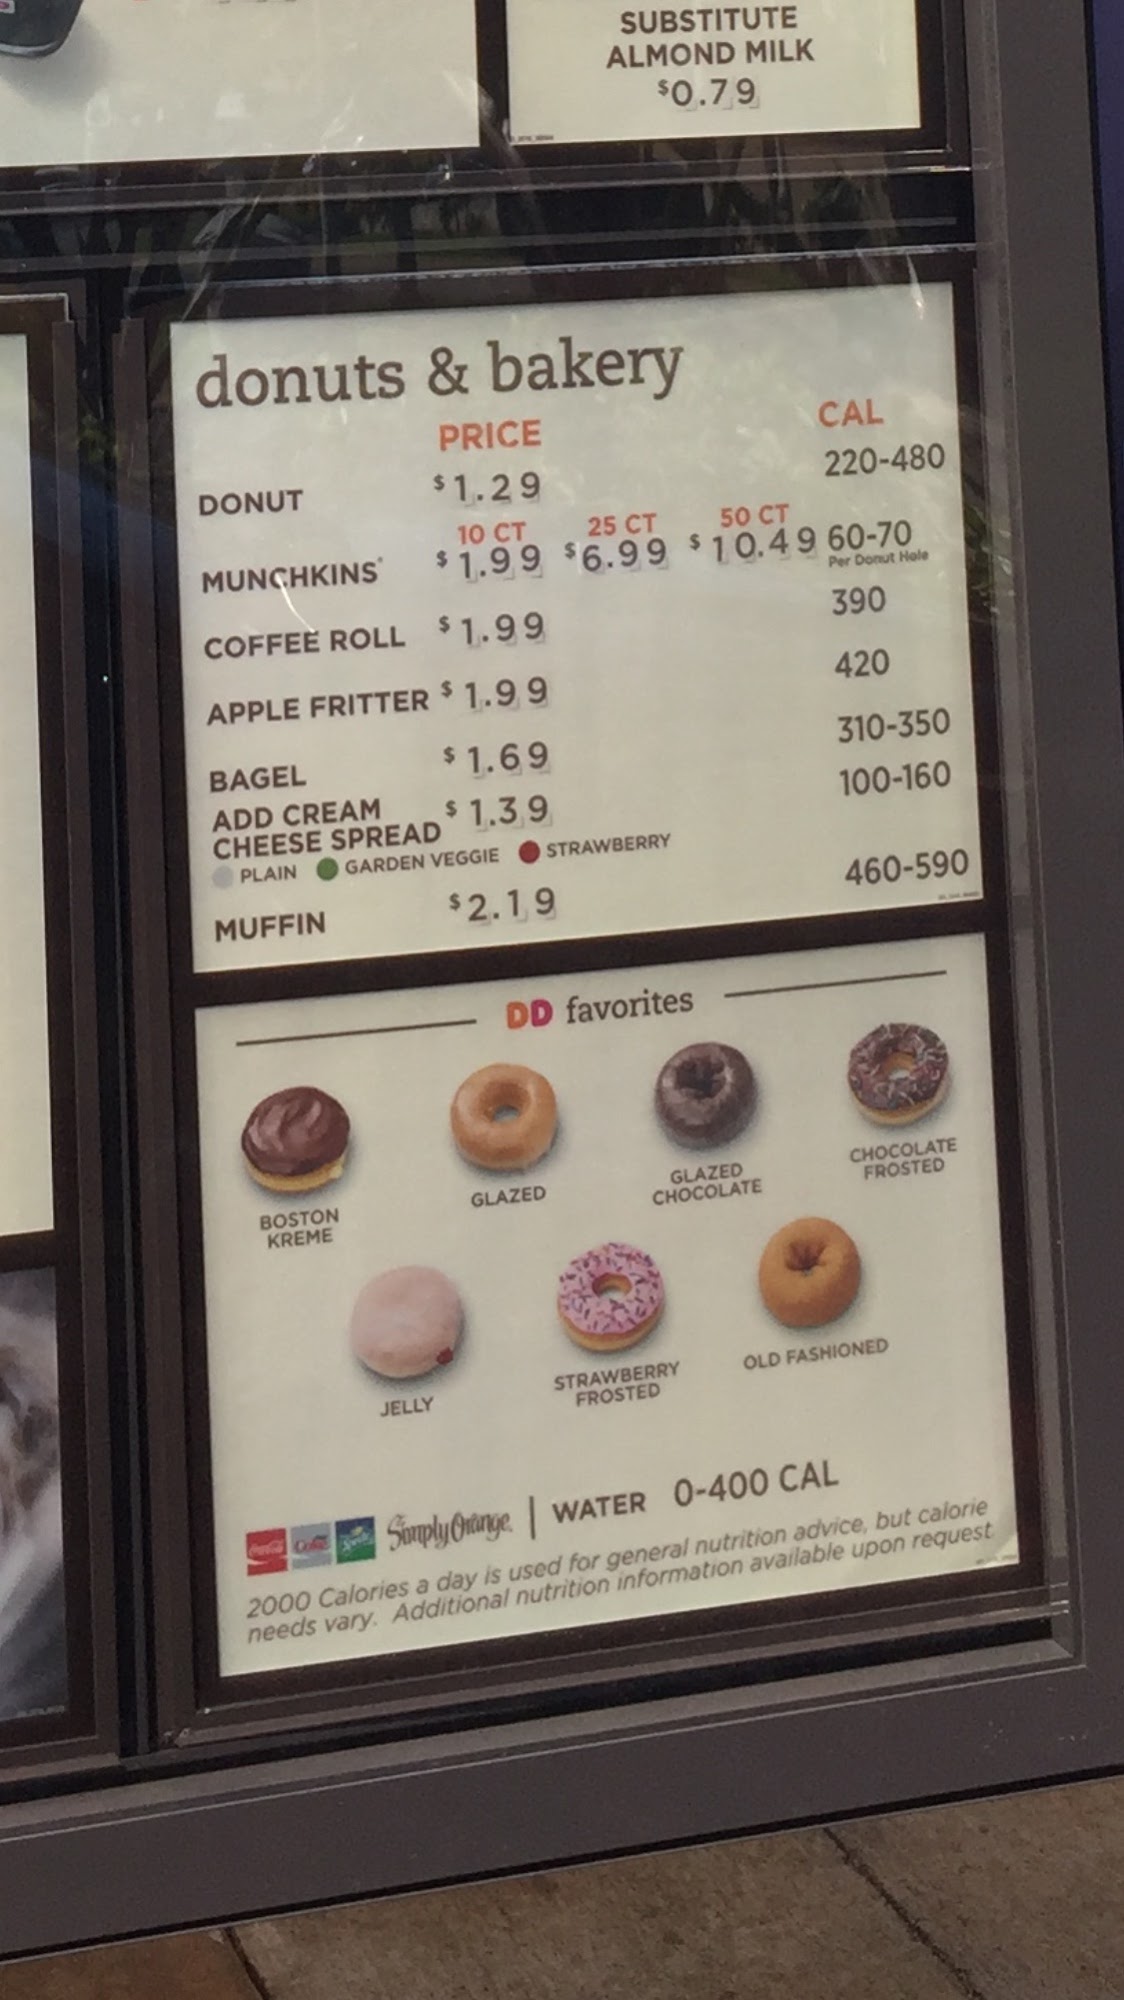 SUBSTITUTE
ALMOND MILK
$0.79
donuts & bakery
PRICE CAL
DONUT $1.29 220-480
10 CT 25 CT 50 CT
MUNCHKINS $1.99 $6.99 $10.49 60-70
Per Donut Hole
COFFEE ROLL $1.99 390
APPLE FRITTER $1.99 420
BAGEL $1.69 310-350
ADD CREAM
CHEESE SPREAD $1.39 100-160
PLAIN GARDEN VEGGIE STRAWBERRY
MUFFIN $2.19 460-590
DD favorites
BOSTON
KREME
GLAZED
GLAZED
CHOCOLATE
CHOCOLATE
FROSTED
JELLY
STRAWBERRY
FROSTED
OLD FASHIONED
Coca-Cola Coke Sprite Simply Orange | WATER 0-400 CAL
2000 Calories a day is used for general nutrition advice, but calorie
needs vary. Additional nutrition information available upon request.